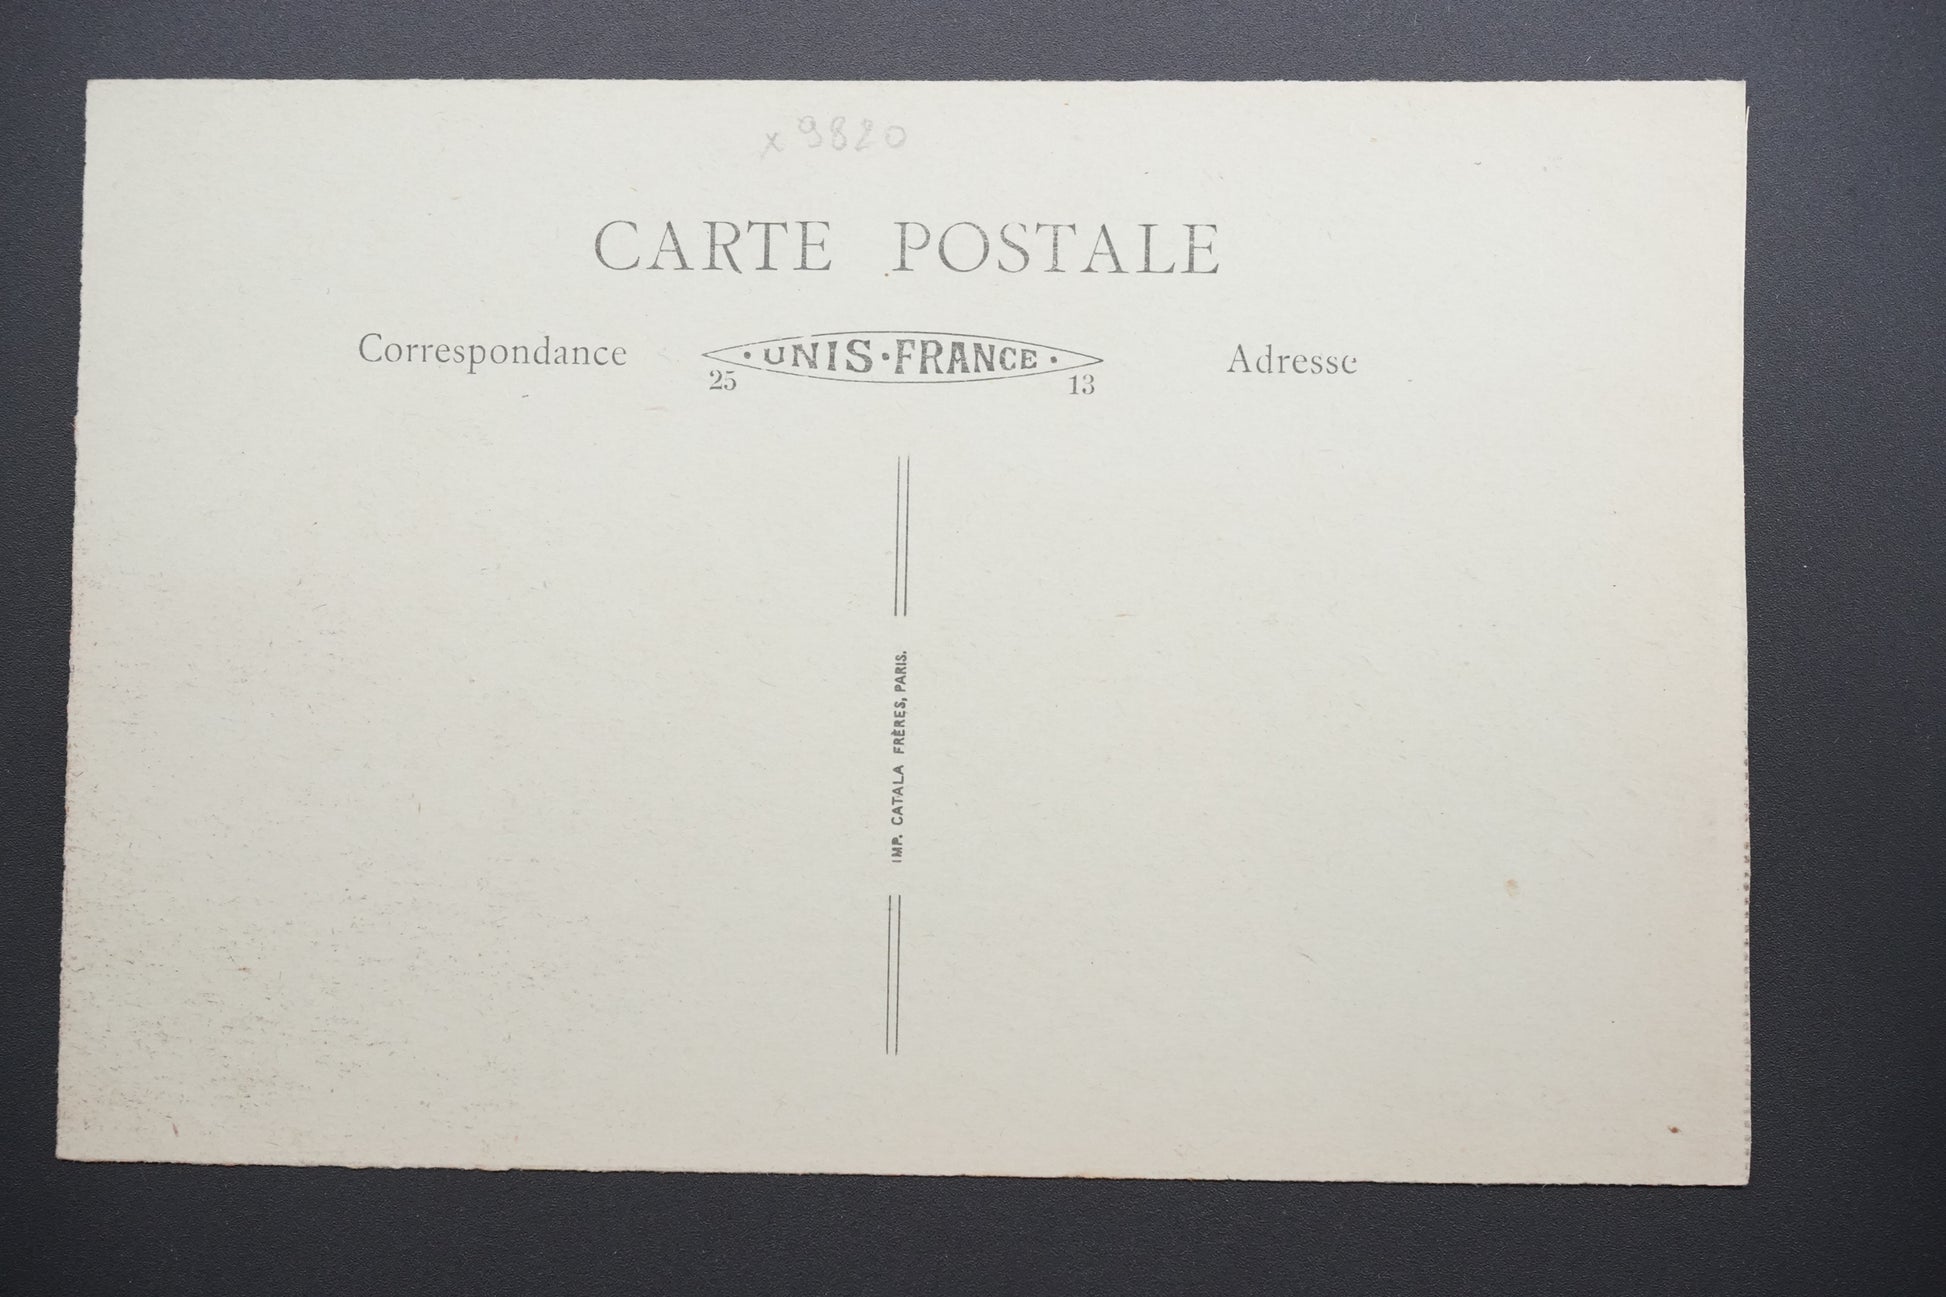 x 9820
CARTE POSTALE
Correspondance
· UNIS · FRANCE ·
25 13
Adresse
IMP. CATALA FRÈRES, PARIS.